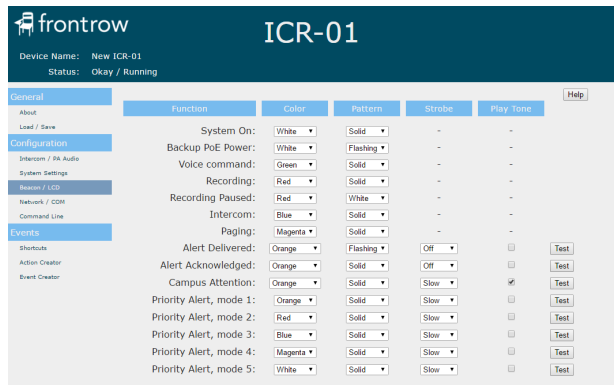 frontrow
ICR-01
Device Name: New ICR-01
Status: Okay / Running
Help
General
About
Load / Save
Configuration
Intercom / PA Audio
System Settings
Beacon / LCD
Network / COM
Command Line
Events
Shortcuts
Action Creator
Event Creator
Function Color Pattern Strobe Play Tone
System On: White Solid - -
Backup PoE Power: White Flashing - -
Voice command: Green Solid - -
Recording: Red Solid - -
Recording Paused: Red White - -
Intercom: Blue Solid - -
Paging: Magenta Solid - -
Alert Delivered: Orange Flashing Off Test
Alert Acknowledged: Orange Solid Off Test
Campus Attention: Orange Solid Slow Test
Priority Alert, mode 1: Orange Solid Slow Test
Priority Alert, mode 2: Red Solid Slow Test
Priority Alert, mode 3: Blue Solid Slow Test
Priority Alert, mode 4: Magenta Solid Slow Test
Priority Alert, mode 5: White Solid Slow Test